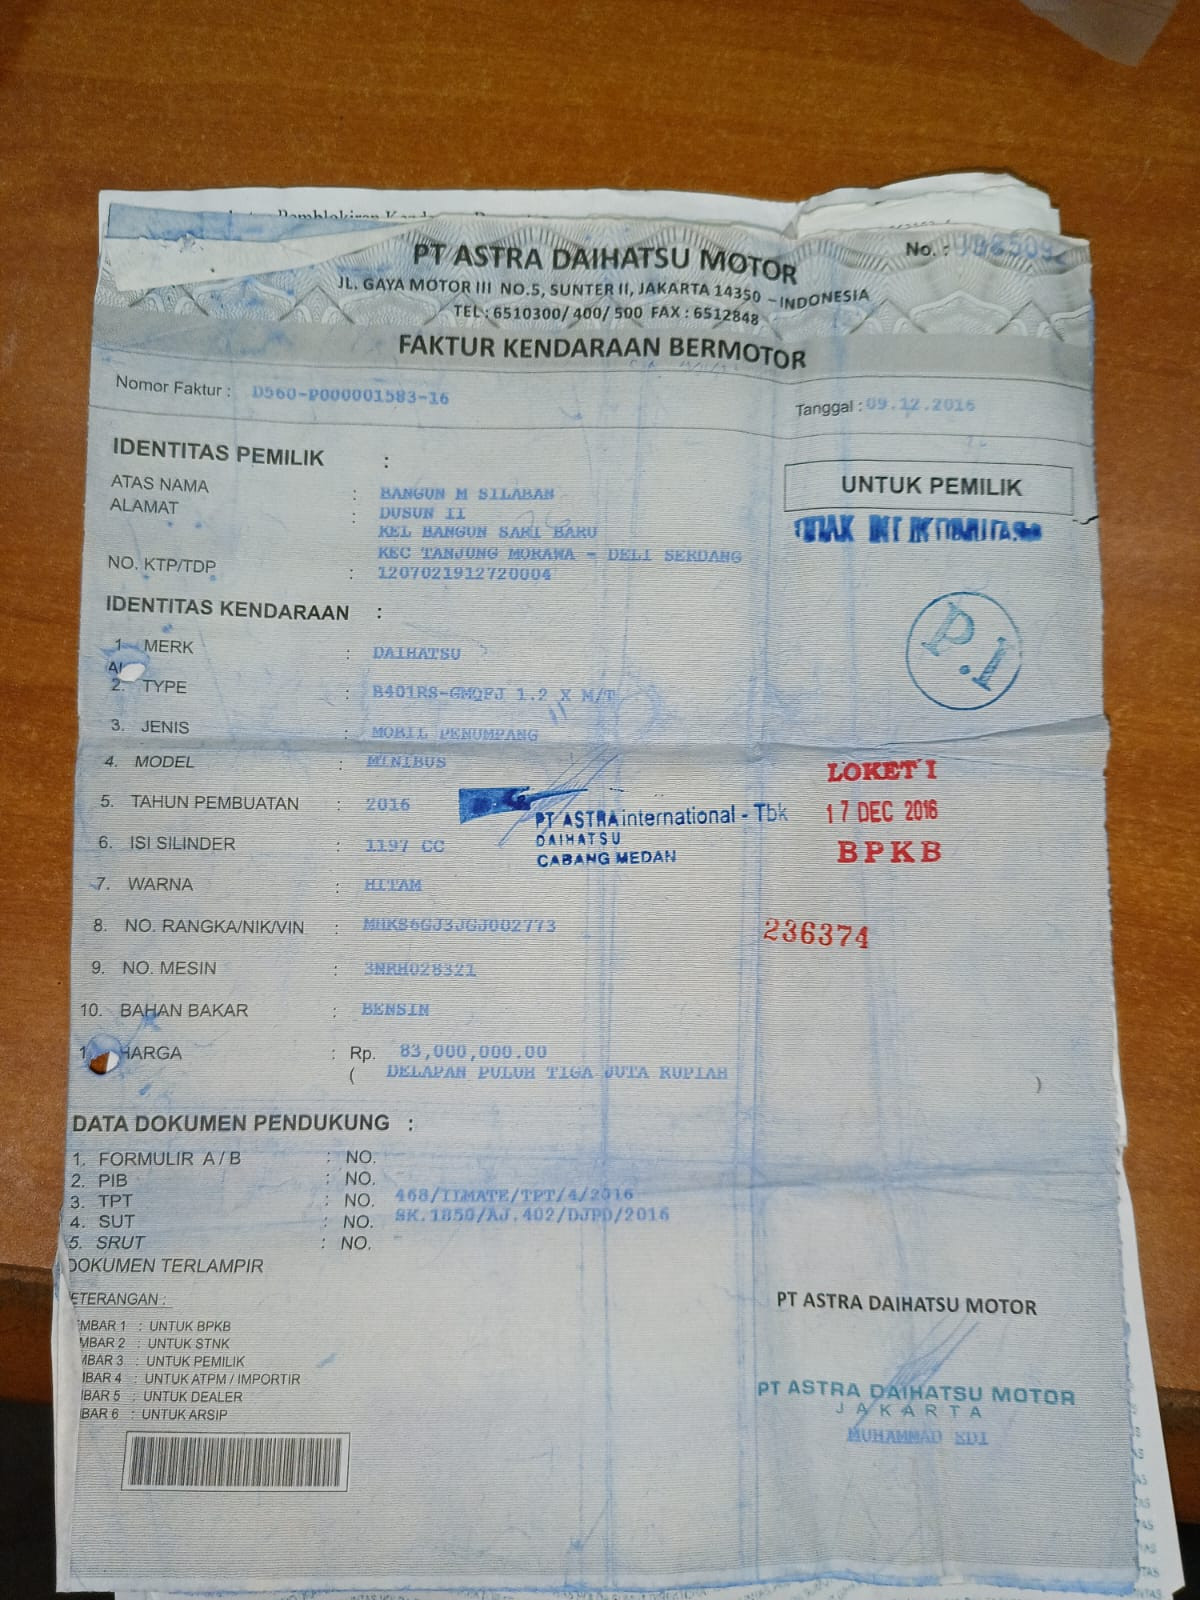 PT ASTRA DAIHATSU MOTOR
No. :
JL. GAYA MOTOR III NO.5, SUNTER II, JAKARTA 14350 - INDONESIA
TEL : 6510300/ 400/ 500 FAX : 6512848
FAKTUR KENDARAAN BERMOTOR
Nomor Faktur : D560-P000001583-16
Tanggal : 09.12.2016
IDENTITAS PEMILIK :
UNTUK PEMILIK
ATAS NAMA : BANGUN M SILABAN
ALAMAT : DUSUN II
KEL BANGUN SARI BARU
KEC TANJUNG MORAWA - DELI SERDANG
NO. KTP/TDP : 1207021912720004
IDENTITAS KENDARAAN :
P.I
1. MERK : DAIHATSU
2. TYPE : B401RS-GMQFJ 1.2 X M/T
3. JENIS : MOBIL PENUMPANG
4. MODEL : MINIBUS
LOKET I
5. TAHUN PEMBUATAN : 2016
17 DEC 2016
PT ASTRA international - Tbk
DAIHATSU
CABANG MEDAN
6. ISI SILINDER : 1197 CC
BPKB
7. WARNA : HITAM
8. NO. RANGKA/NIK/VIN : MHKS6GJ3JGJ002773
236374
9. NO. MESIN : 3NRH028321
10. BAHAN BAKAR : BENSIN
HARGA : Rp. 83,000,000.00
( DELAPAN PULUH TIGA JUTA RUPIAH )
DATA DOKUMEN PENDUKUNG :
1. FORMULIR A / B : NO.
2. PIB : NO.
3. TPT : NO. 468/ILMATE/TPT/4/2016
4. SUT : NO. SK.1850/AJ.402/DJPD/2016
5. SRUT : NO.
DOKUMEN TERLAMPIR
ETERANGAN :
MBAR 1 : UNTUK BPKB
MBAR 2 : UNTUK STNK
MBAR 3 : UNTUK PEMILIK
BAR 4 : UNTUK ATPM / IMPORTIR
BAR 5 : UNTUK DEALER
BAR 6 : UNTUK ARSIP
PT ASTRA DAIHATSU MOTOR
PT ASTRA DAIHATSU MOTOR
JAKARTA
MUHAMMAD EDI